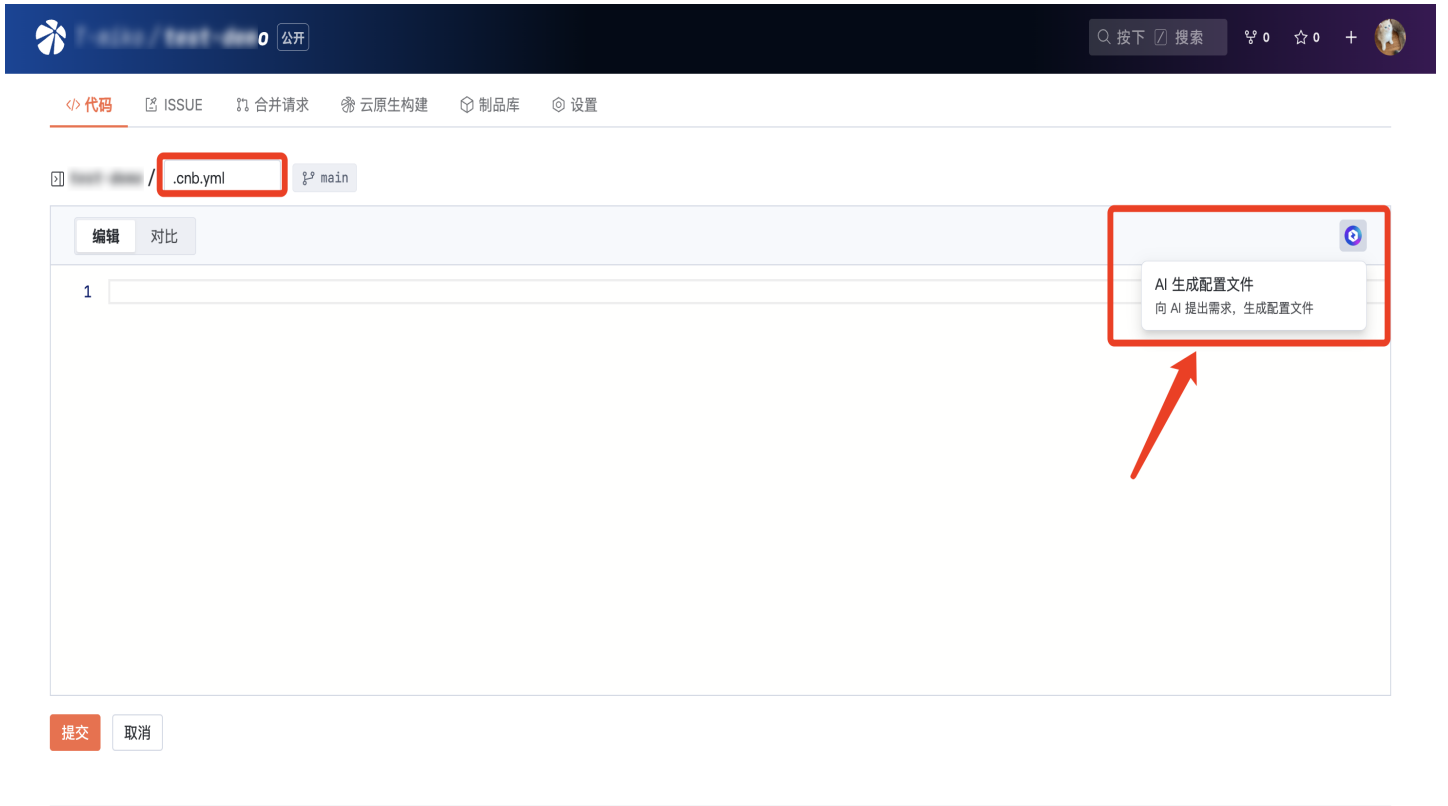 公开
按下 / 搜索
0
0
代码
ISSUE
合并请求
云原生构建
制品库
设置
/
.cnb.yml
main
编辑
对比
AI 生成配置文件
向 AI 提出需求，生成配置文件
1
提交
取消